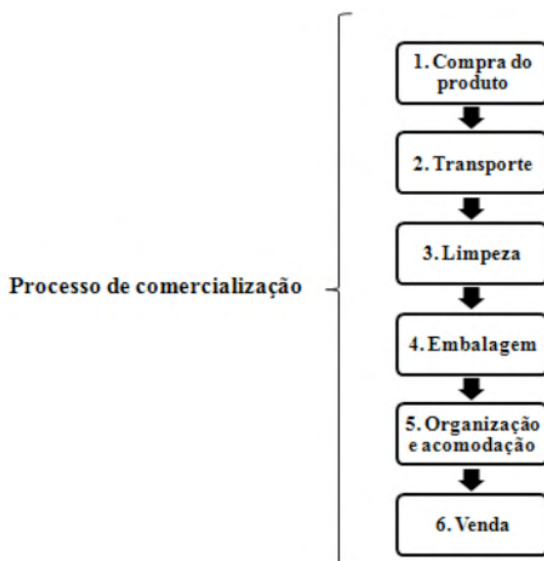 Processo de comercialização
1. Compra do
produto
2. Transporte
3. Limpeza
4. Embalagem
5. Organização
e acomodação
6. Venda